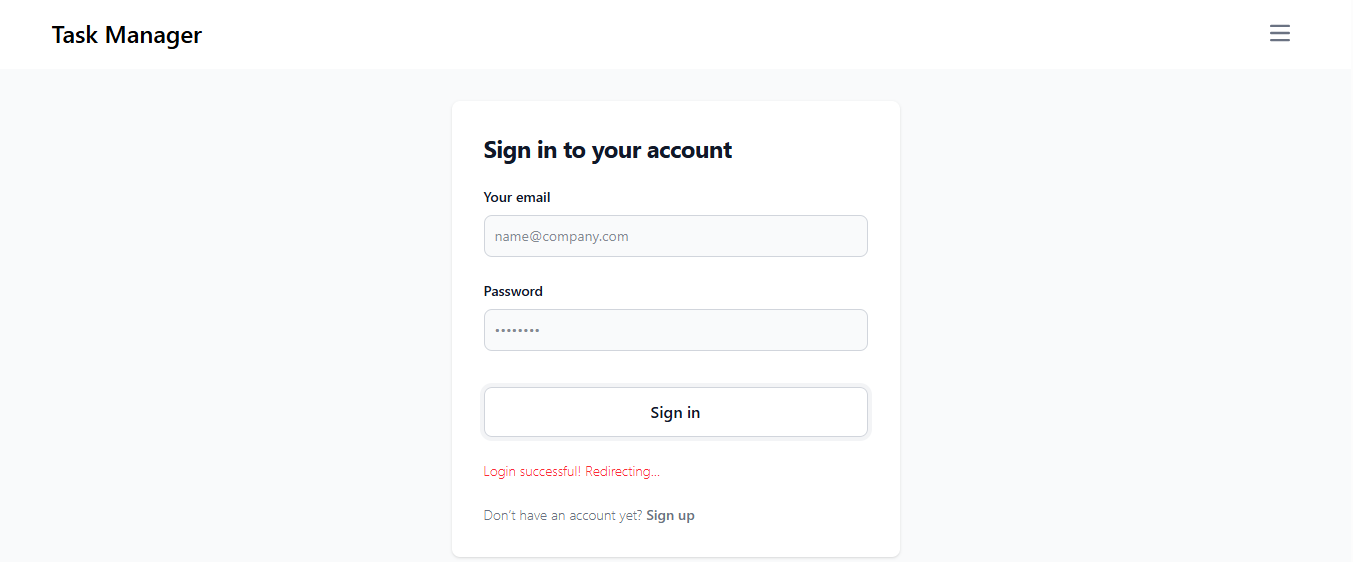 Task Manager
Sign in to your account
Your email
name@company.com
Password
••••••••
Sign in
Login successful! Redirecting...
Don’t have an account yet? Sign up